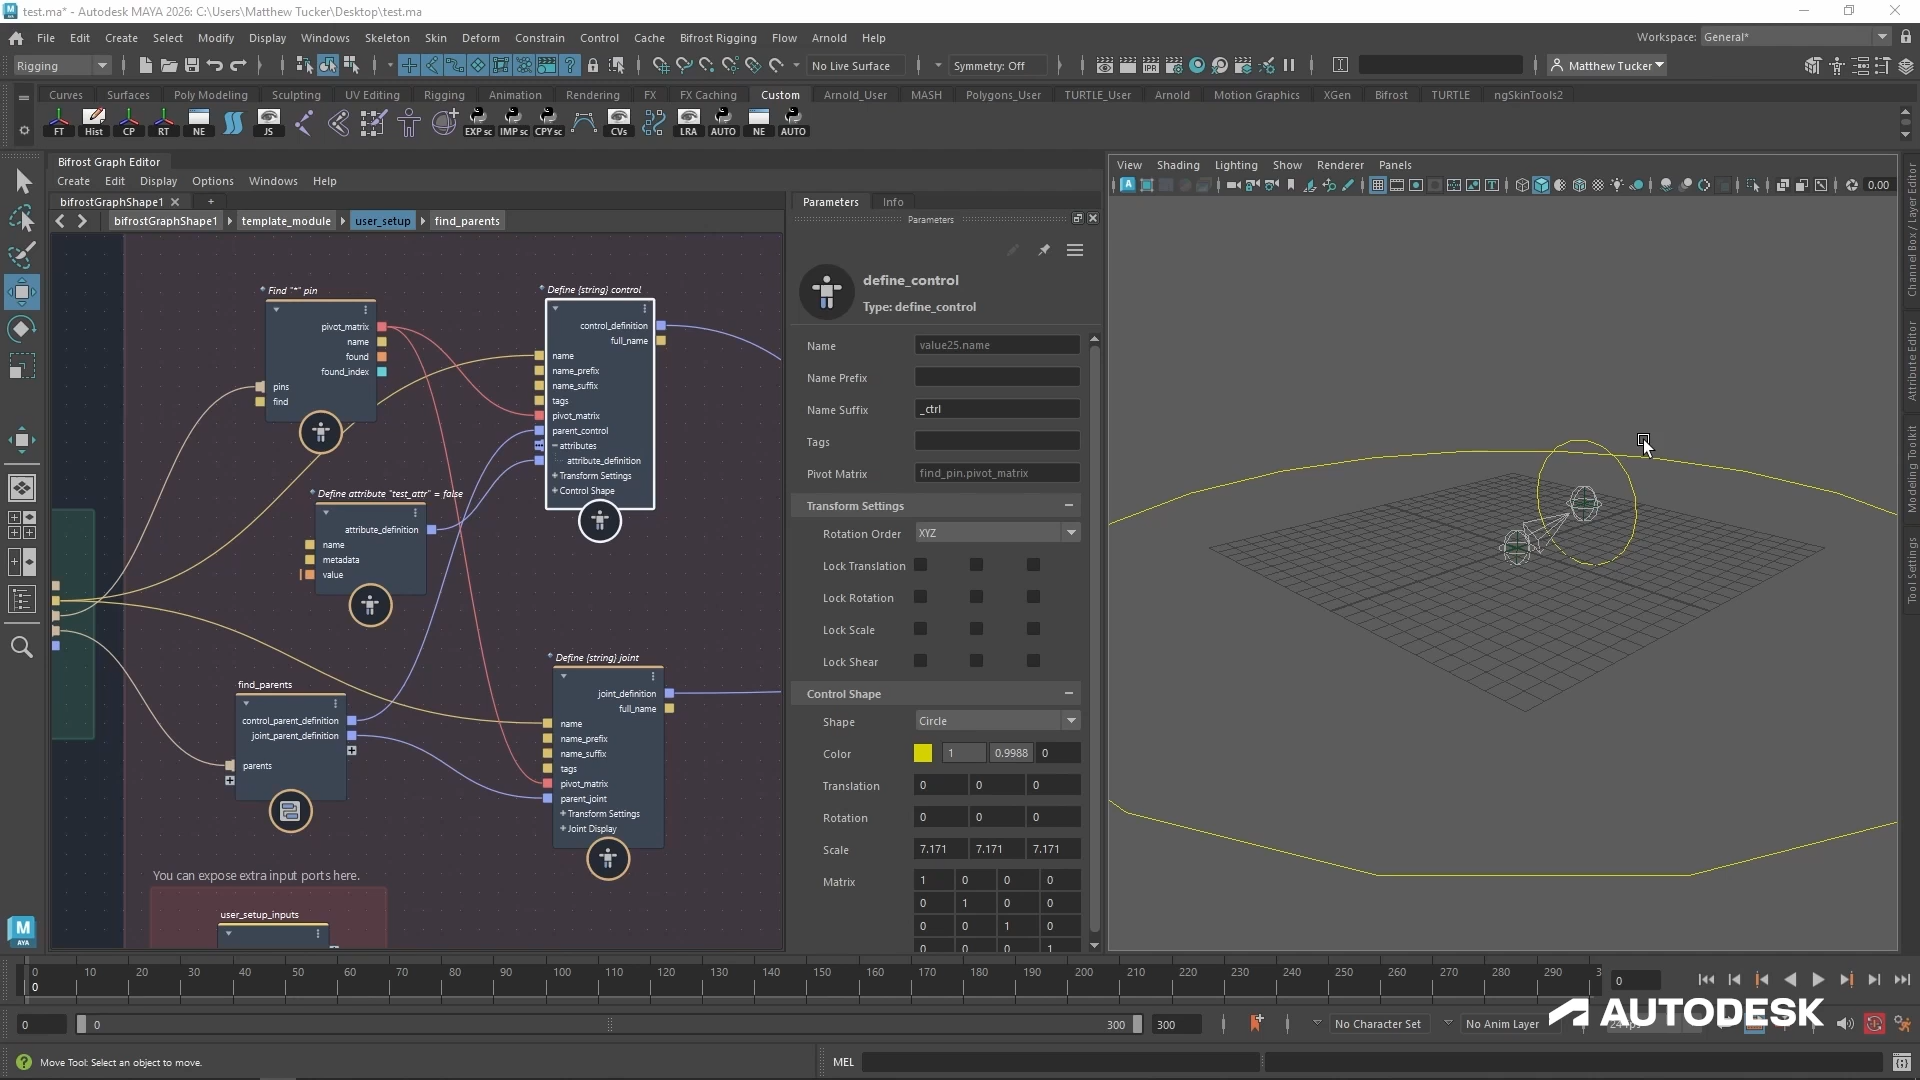 test.ma* - Autodesk MAYA 2026: C:\Users\Matthew Tucker\Desktop\test.ma
File Edit Create Select Modify Display Windows Skeleton Skin Deform Constrain Control Cache Bifrost Rigging Flow Arnold Help
Workspace: General*
Rigging
No Live Surface
Symmetry: Off
Matthew Tucker
Curves Surfaces Poly Modeling Sculpting UV Editing Rigging Animation Rendering FX FX Caching Custom Arnold_User MASH Polygons_User TURTLE_User Arnold Motion Graphics XGen Bifrost TURTLE ngSkinTools2
FT Hist CP RT NE JS EXP sc IMP sc CPY sc CVs LRA AUTO NE AUTO
Bifrost Graph Editor
Create Edit Display Options Windows Help
bifrostGraphShape1
+
bifrostGraphShape1 template_module user_setup find_parents
Find "*" pin
pivot_matrix
name
found
found_index
pins
find
Define {string} control
control_definition
full_name
name
name_prefix
name_suffix
tags
pivot_matrix
parent_control
attributes
attribute_definition
Transform Settings
Control Shape
Define attribute "test_attr" = false
attribute_definition
name
metadata
value
find_parents
control_parent_definition
joint_parent_definition
parents
Define {string} joint
joint_definition
full_name
name
name_prefix
name_suffix
tags
pivot_matrix
parent_joint
Transform Settings
Joint Display
You can expose extra input ports here.
user_setup_inputs
Parameters Info
Parameters
define_control
Type: define_control
Name value25.name
Name Prefix
Name Suffix _ctrl
Tags
Pivot Matrix find_pin.pivot_matrix
Transform Settings
Rotation Order XYZ
Lock Translation
Lock Rotation
Lock Scale
Lock Shear
Control Shape
Shape Circle
Color 1 0.9988 0
Translation 0 0 0
Rotation 0 0 0
Scale 7.171 7.171 7.171
Matrix 1 0 0 0
0 1 0 0
0 0 1 0
0 0 0 1
View Shading Lighting Show Renderer Panels
0.00
Channel Box / Layer Editor
Attribute Editor
Modeling Toolkit
Tool Settings
0 10 20 30 40 50 60 70 80 90 100 110 120 130 140 150 160 170 180 190 200 210 220 230 240 250 260 270 280 290 3
0
0
0 0 300 300
No Character Set
No Anim Layer
AUTODESK
M
AYA
Move Tool: Select an object to move.
MEL